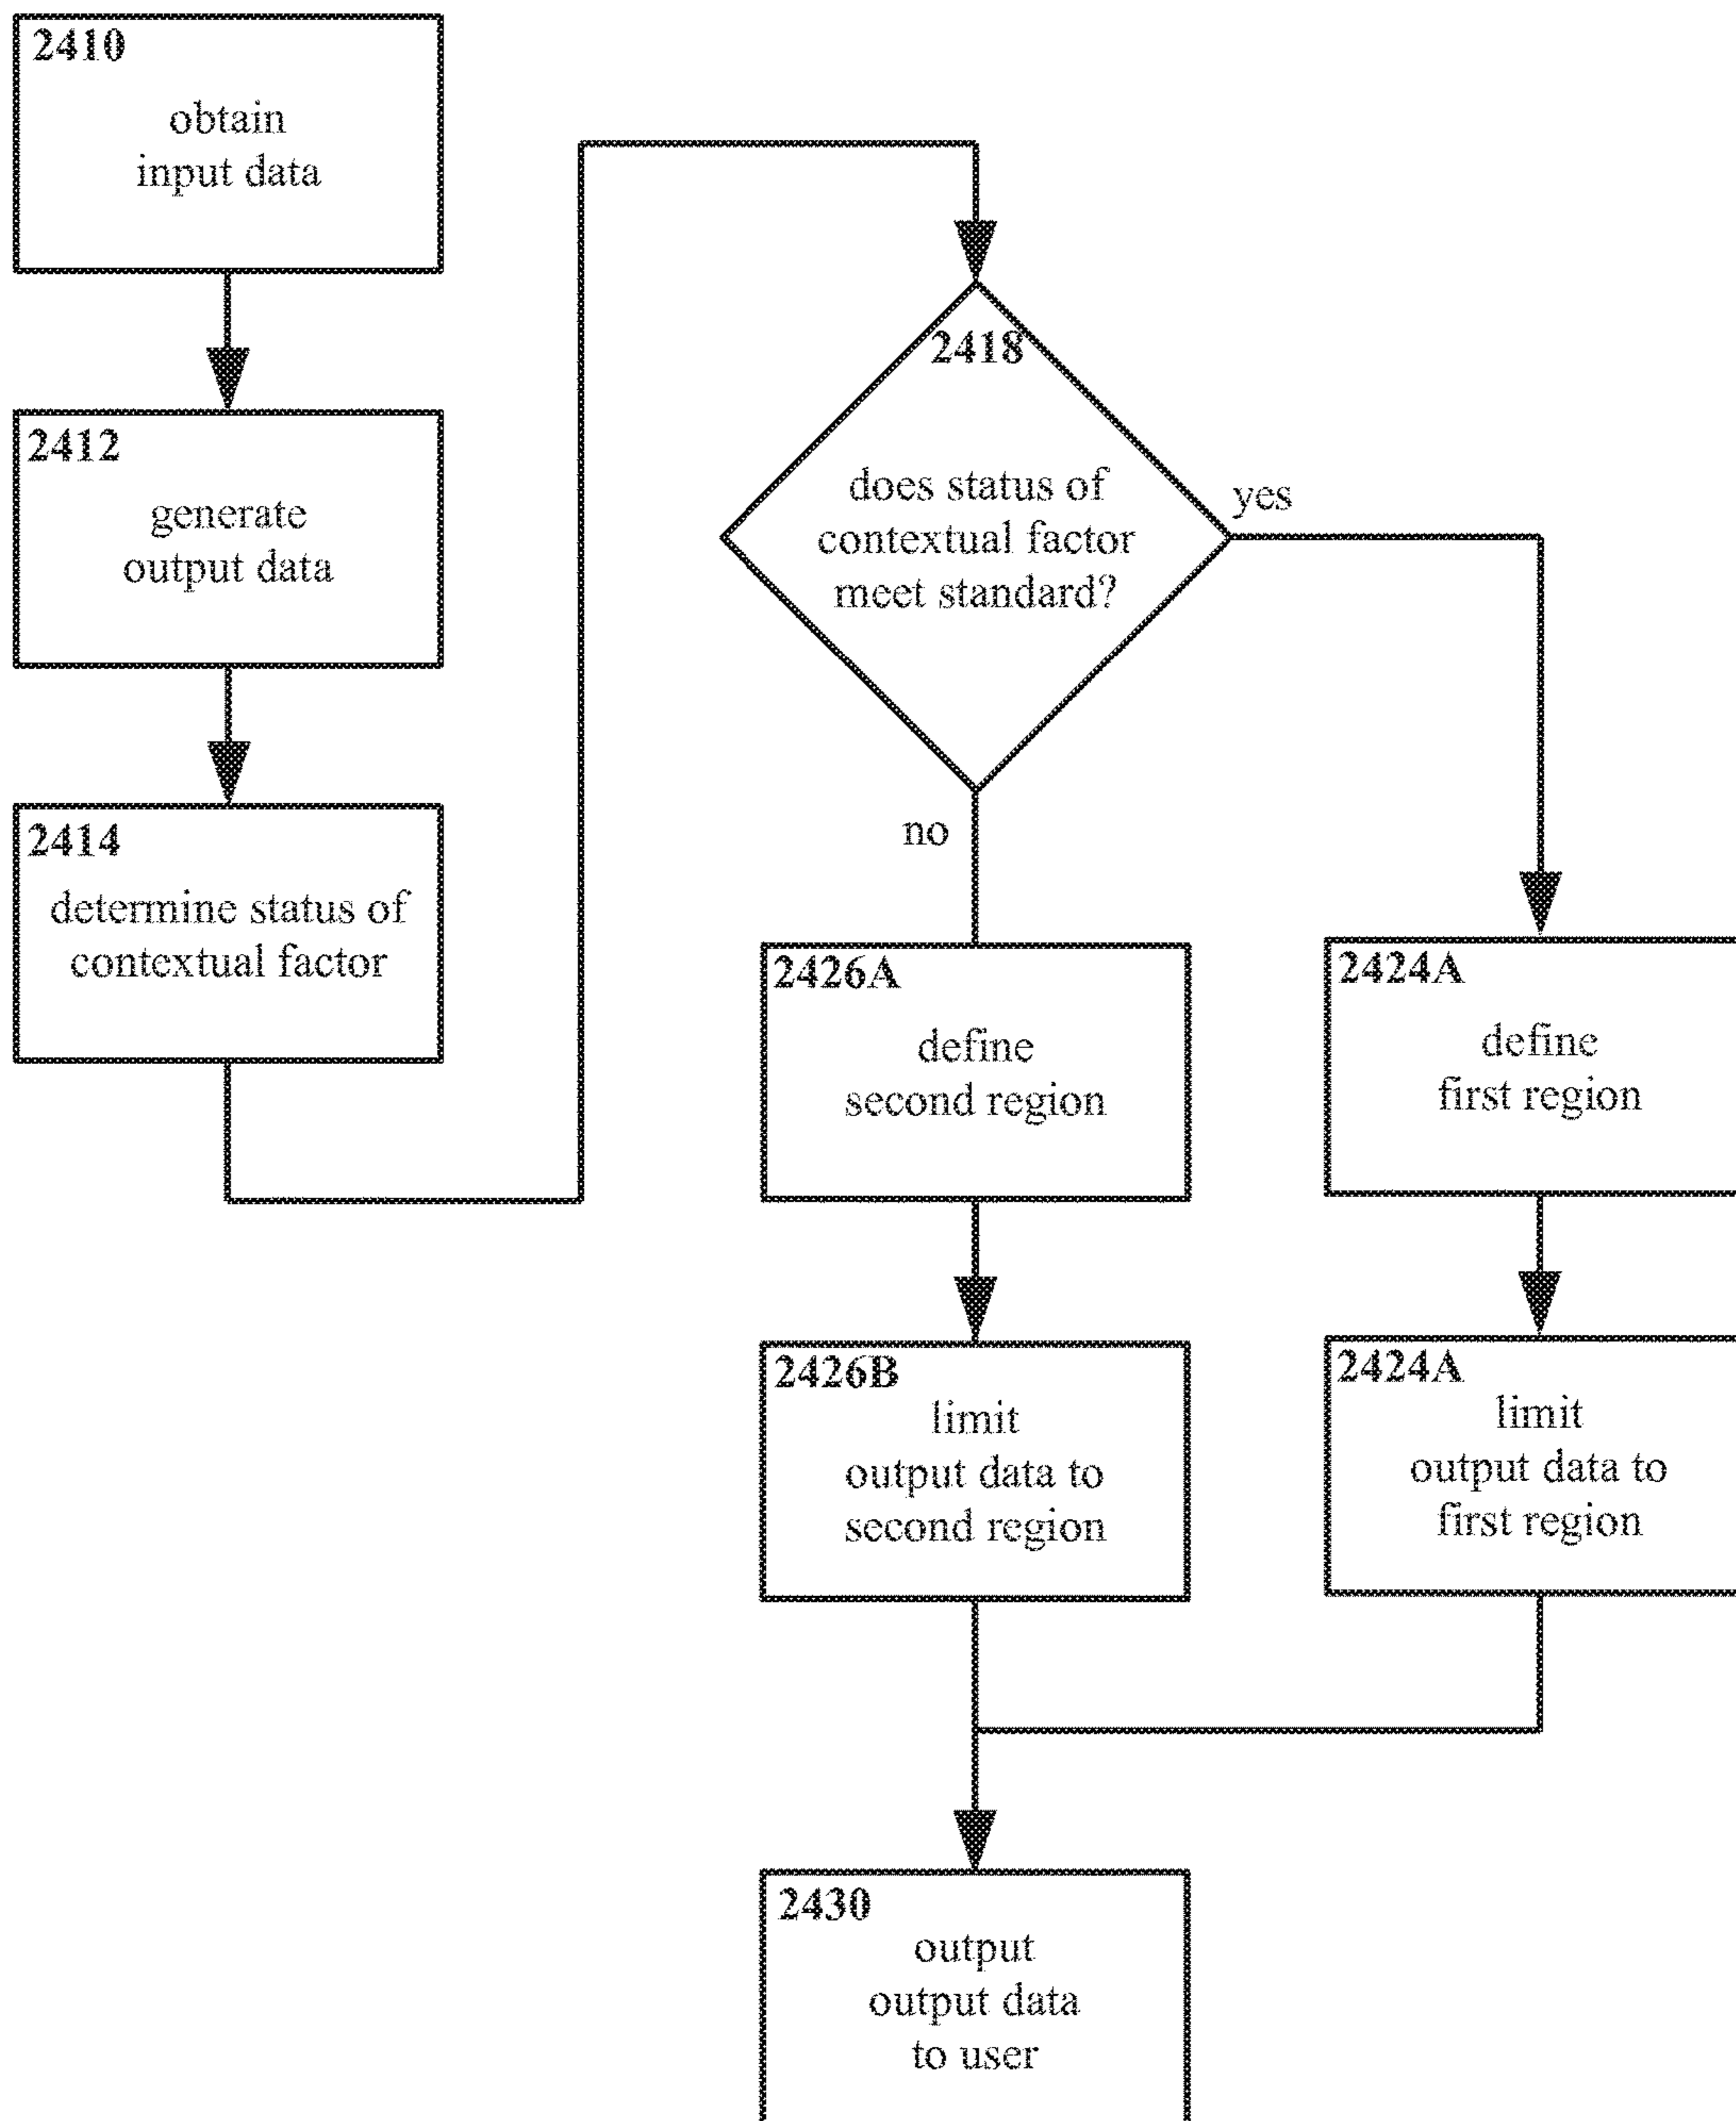 2410
obtain
input data
2412
generate
output data
2414
determine status of
contextual factor
2418
does status of
contextual factor
meet standard?
yes
no
2426A
define
second region
2424A
define
first region
2426B
limit
output data to
second region
2424A
limit
output data to
first region
2430
output
output data
to user